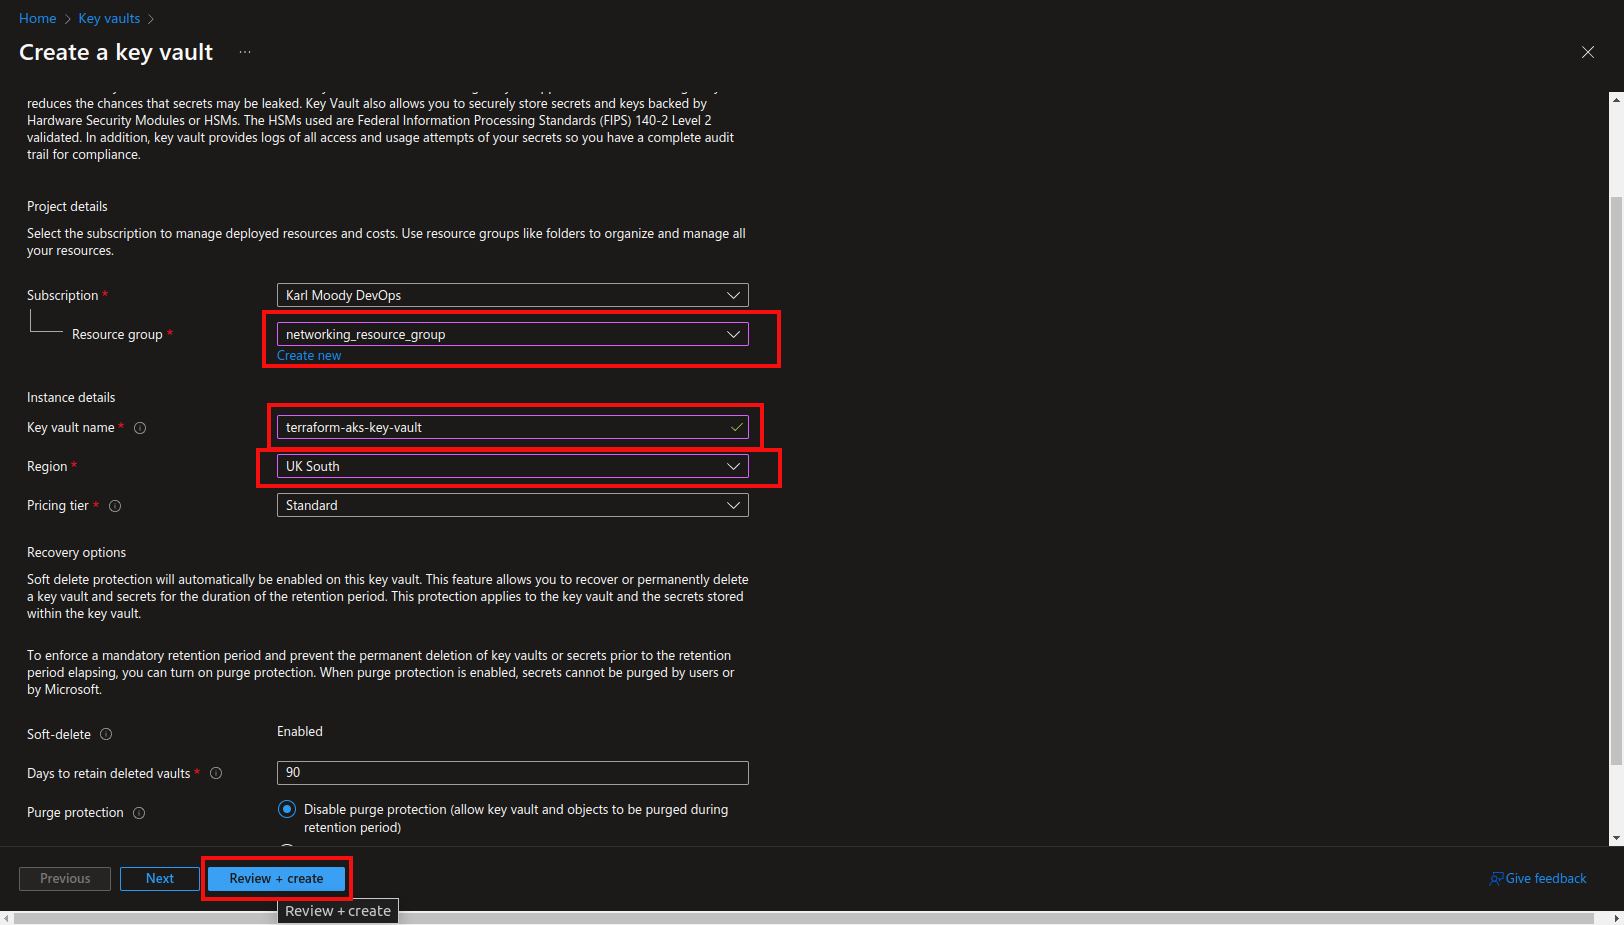 Home > Key vaults >
Create a key vault ...
reduces the chances that secrets may be leaked. Key Vault also allows you to securely store secrets and keys backed by
Hardware Security Modules or HSMs. The HSMs used are Federal Information Processing Standards (FIPS) 140-2 Level 2
validated. In addition, key vault provides logs of all access and usage attempts of your secrets so you have a complete audit
trail for compliance.
Project details
Select the subscription to manage deployed resources and costs. Use resource groups like folders to organize and manage all
your resources.
Subscription * Karl Moody DevOps
Resource group * networking_resource_group
Create new
Instance details
Key vault name * terraform-aks-key-vault
Region * UK South
Pricing tier * Standard
Recovery options
Soft delete protection will automatically be enabled on this key vault. This feature allows you to recover or permanently delete
a key vault and secrets for the duration of the retention period. This protection applies to the key vault and the secrets stored
within the key vault.
To enforce a mandatory retention period and prevent the permanent deletion of key vaults or secrets prior to the retention
period elapsing, you can turn on purge protection. When purge protection is enabled, secrets cannot be purged by users or
by Microsoft.
Soft-delete Enabled
Days to retain deleted vaults * 90
Purge protection Disable purge protection (allow key vault and objects to be purged during
retention period)
Previous Next Review + create Give feedback
Review + create